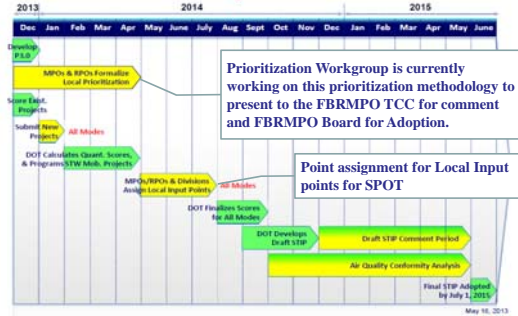 2013 2014 2015
Dec Jan Feb Mar Apr May Jun July Aug Sept Oct Nov Dec Jan Feb Mar Apr May June
Develop
P3.0
MPOs & RPOs Formalize
Local Prioritization
Prioritization Workgroup is currently
working on this prioritization methodology to
present to the FBRMPO TCC for comment
and FBRMPO Board for Adoption.
Score Exist.
Projects
Submit New
Projects
All Modes
DOT Calculates Quant. Scores,
& Programs STW Mob. Projects
Point assignment for Local Input
points for SPOT
MPOs/RPOs & Divisions
Assign Local Input Points
All Modes
DOT Finalizes Scores
for All Modes
DOT Develops
Draft STIP
Draft STIP Comment Period
Air Quality Conformity Analysis
Final STIP Adopted
by July 1, 2015
May 16, 2013